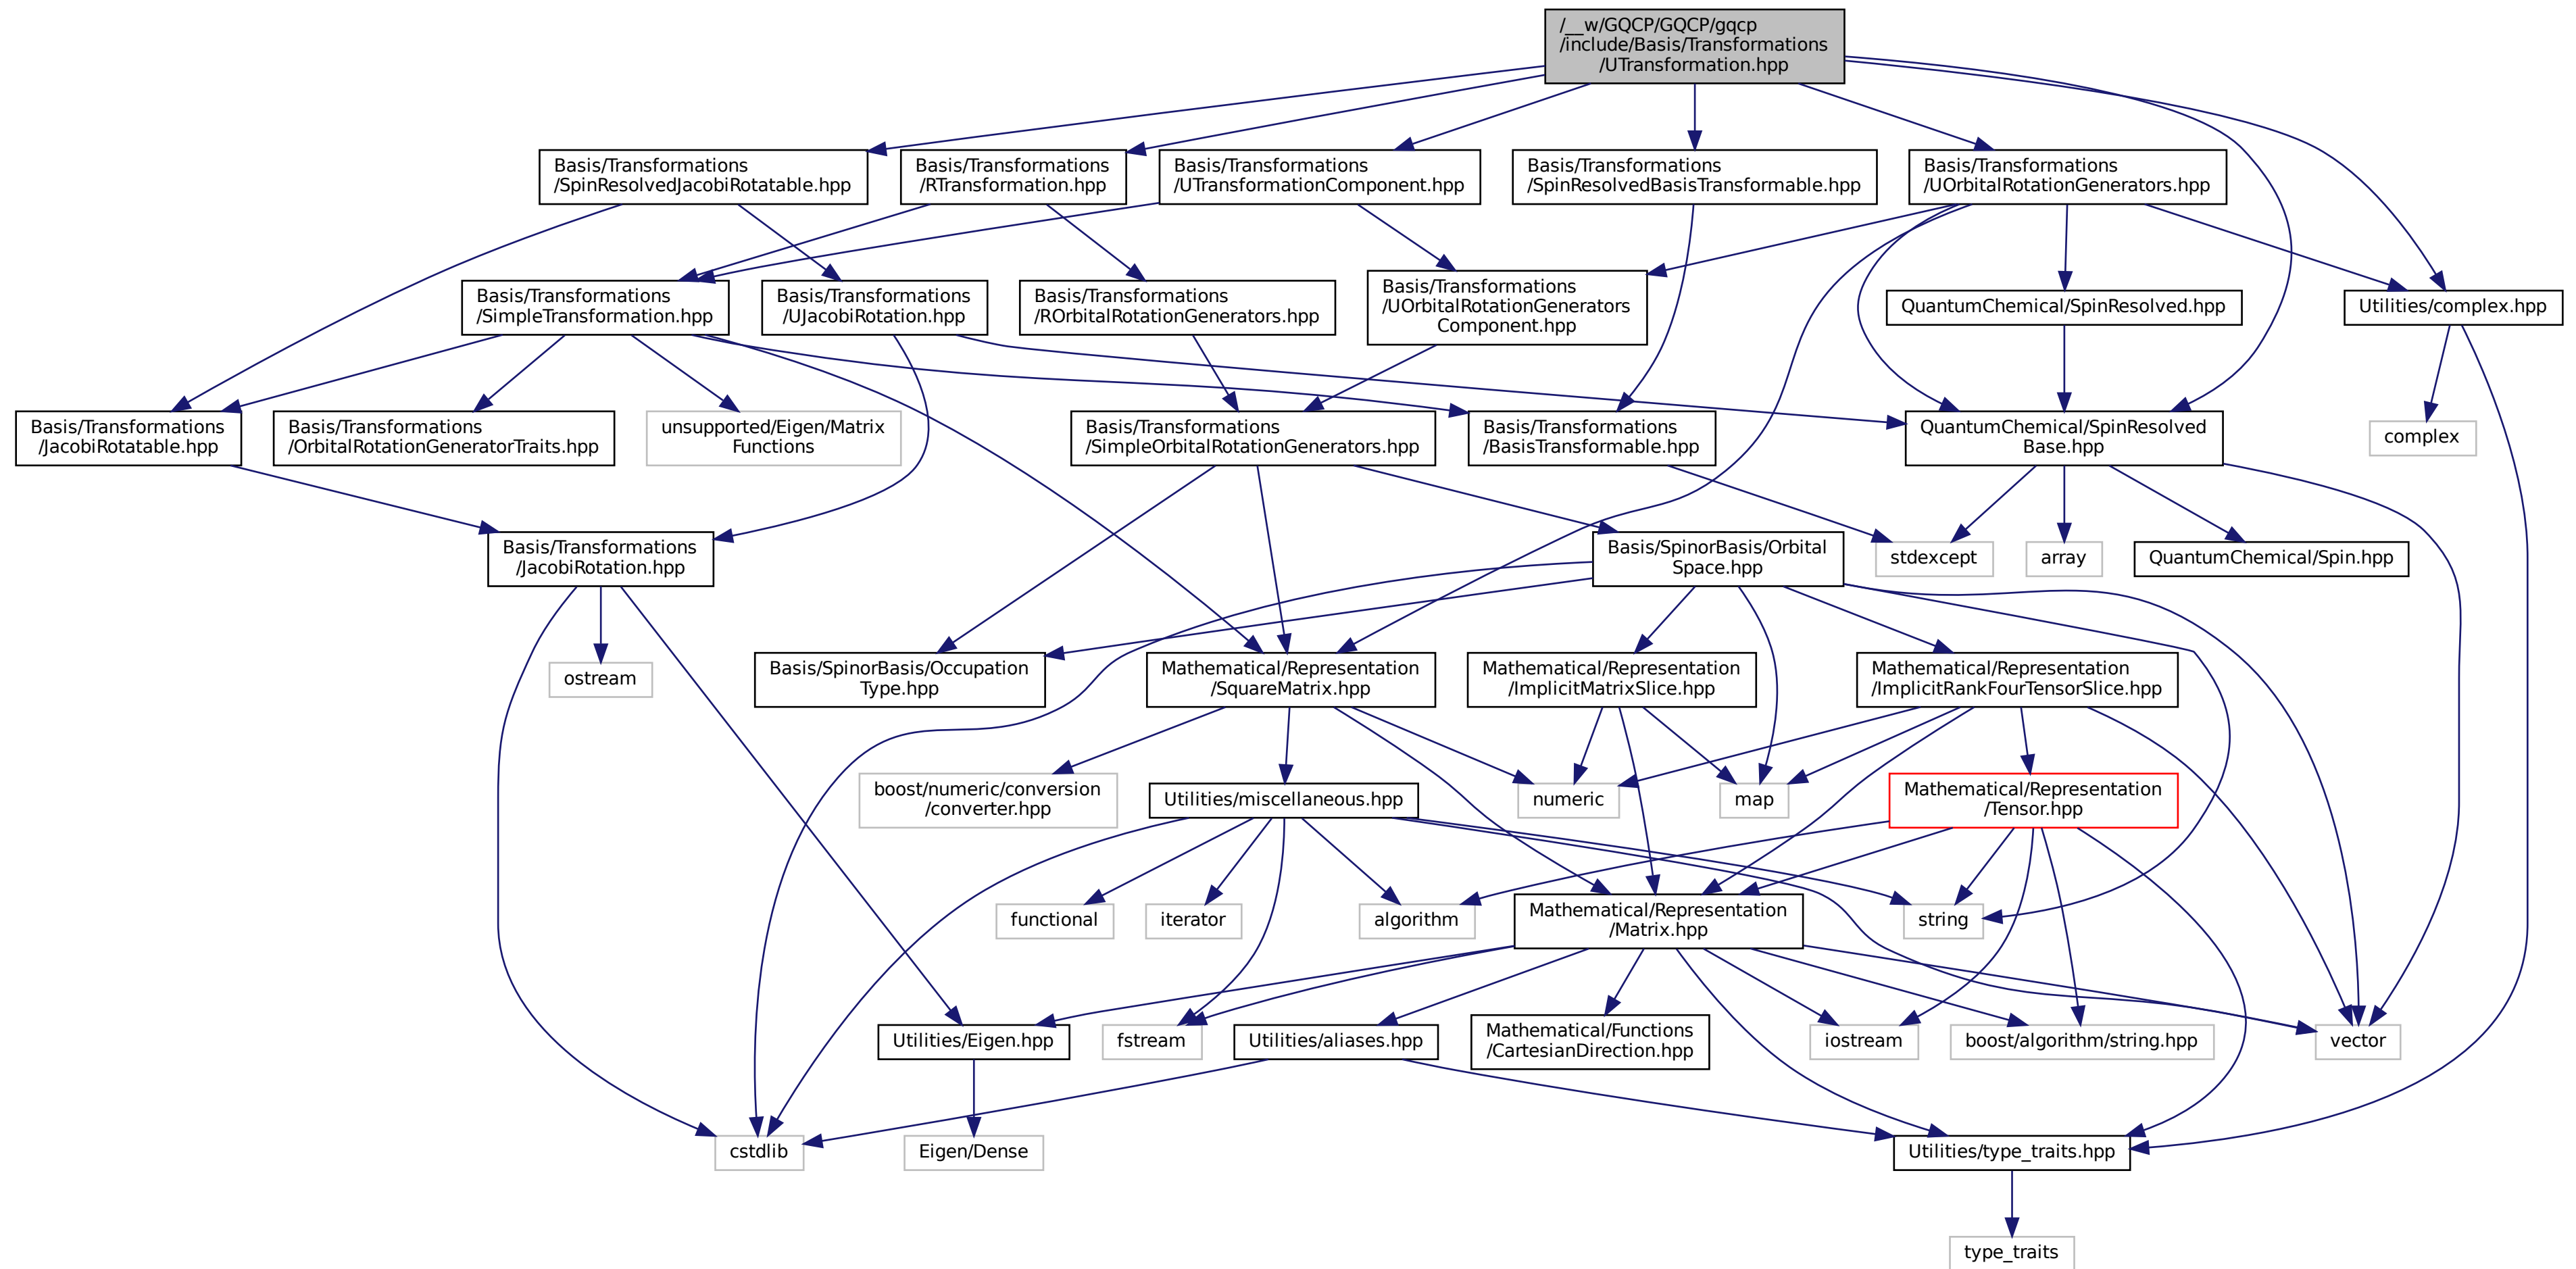 /__w/GQCP/GQCP/gqcp
/include/Basis/Transformations
/UTransformation.hpp
Basis/Transformations
/SpinResolvedJacobiRotatable.hpp
Basis/Transformations
/RTransformation.hpp
Basis/Transformations
/UTransformationComponent.hpp
Basis/Transformations
/SpinResolvedBasisTransformable.hpp
Basis/Transformations
/UOrbitalRotationGenerators.hpp
Basis/Transformations
/SimpleTransformation.hpp
Basis/Transformations
/UJacobiRotation.hpp
Basis/Transformations
/ROrbitalRotationGenerators.hpp
Basis/Transformations
/UOrbitalRotationGenerators
Component.hpp
QuantumChemical/SpinResolved.hpp
Utilities/complex.hpp
Basis/Transformations
/JacobiRotatable.hpp
Basis/Transformations
/OrbitalRotationGeneratorTraits.hpp
unsupported/Eigen/Matrix
Functions
Basis/Transformations
/SimpleOrbitalRotationGenerators.hpp
Basis/Transformations
/BasisTransformable.hpp
QuantumChemical/SpinResolved
Base.hpp
complex
Basis/Transformations
/JacobiRotation.hpp
Basis/SpinorBasis/Orbital
Space.hpp
stdexcept
array
QuantumChemical/Spin.hpp
ostream
Basis/SpinorBasis/Occupation
Type.hpp
Mathematical/Representation
/SquareMatrix.hpp
Mathematical/Representation
/ImplicitMatrixSlice.hpp
Mathematical/Representation
/ImplicitRankFourTensorSlice.hpp
boost/numeric/conversion
/converter.hpp
Utilities/miscellaneous.hpp
numeric
map
Mathematical/Representation
/Tensor.hpp
functional
iterator
algorithm
Mathematical/Representation
/Matrix.hpp
string
Utilities/Eigen.hpp
fstream
Utilities/aliases.hpp
Mathematical/Functions
/CartesianDirection.hpp
iostream
boost/algorithm/string.hpp
vector
cstdlib
Eigen/Dense
Utilities/type_traits.hpp
type_traits